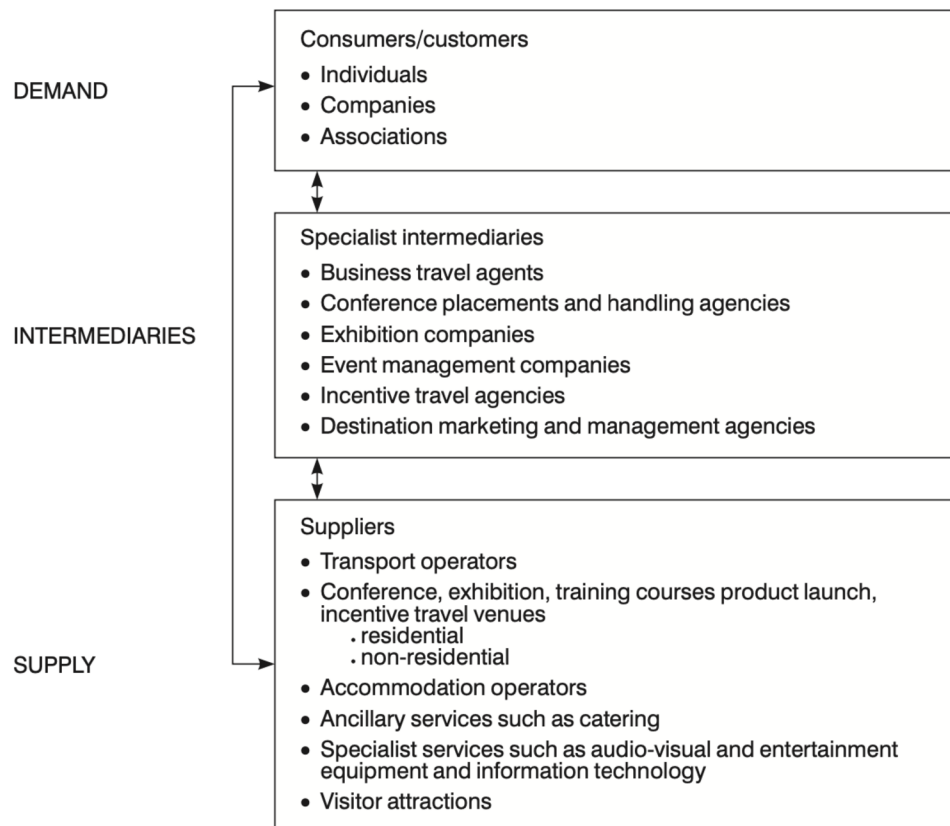 DEMAND
Consumers/customers
• Individuals
• Companies
• Associations
INTERMEDIARIES
Specialist intermediaries
• Business travel agents
• Conference placements and handling agencies
• Exhibition companies
• Event management companies
• Incentive travel agencies
• Destination marketing and management agencies
SUPPLY
Suppliers
• Transport operators
• Conference, exhibition, training courses product launch,
incentive travel venues
• residential
• non-residential
• Accommodation operators
• Ancillary services such as catering
• Specialist services such as audio-visual and entertainment
equipment and information technology
• Visitor attractions